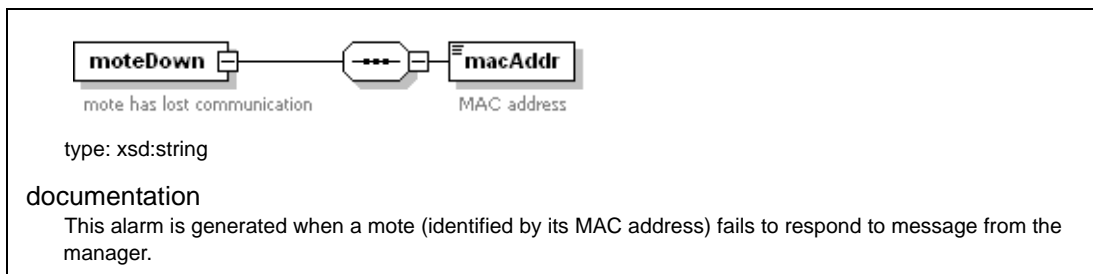 moteDown
macAddr
mote has lost communication
MAC address
type: xsd:string
documentation
This alarm is generated when a mote (identified by its MAC address) fails to respond to message from the
manager.